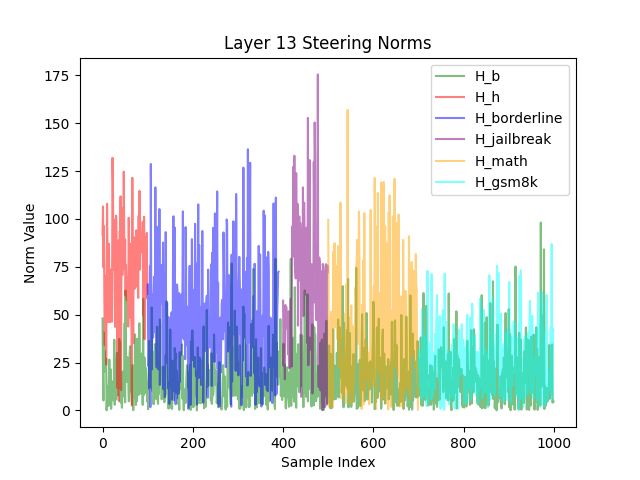 Layer 13 Steering Norms
Norm Value
175
150
125
100
75
50
25
0
H_b
H_h
H_borderline
H_jailbreak
H_math
H_gsm8k
0 200 400 600 800 1000
Sample Index